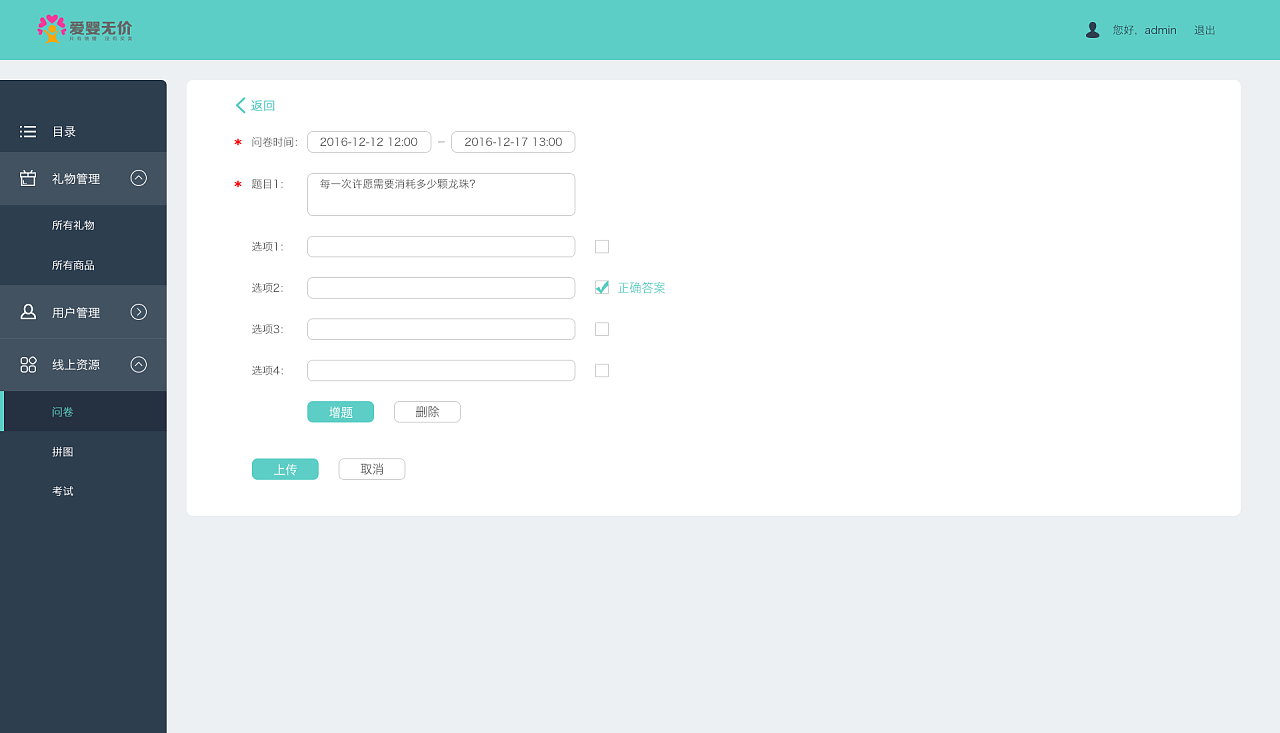 爱婴无价
您好，admin 退出
目录
礼物管理
所有礼物
所有商品
用户管理
线上资源
问卷
拼图
考试
返回
* 问卷时间： 2016-12-12 12:00 – 2016-12-17 13:00
* 题目1： 每一次许愿需要消耗多少颗龙珠？
选项1：
选项2： 正确答案
选项3：
选项4：
增题 删除
上传 取消